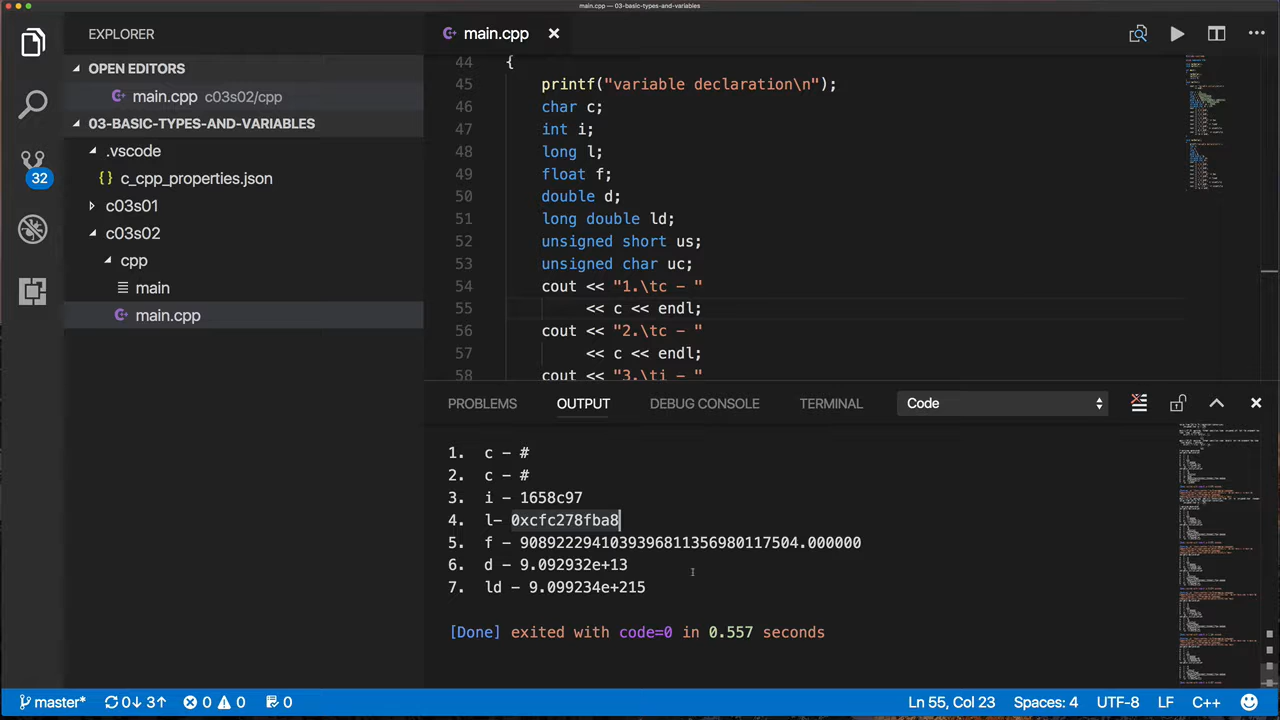 main.cpp — 03-basic-types-and-variables
EXPLORER
OPEN EDITORS
main.cpp c03s02/cpp
03-BASIC-TYPES-AND-VARIABLES
.vscode
{} c_cpp_properties.json
c03s01
c03s02
cpp
main
main.cpp
32
main.cpp
44 {
45 printf("variable declaration\n");
46 char c;
47 int i;
48 long l;
49 float f;
50 double d;
51 long double ld;
52 unsigned short us;
53 unsigned char uc;
54 cout << "1.\tc - "
55 << c << endl;
56 cout << "2.\tc - "
57 << c << endl;
58 cout << "3.\ti - "
PROBLEMS OUTPUT DEBUG CONSOLE TERMINAL Code
1. c - #
2. c - #
3. i - 1658c97
4. l- 0xcfc278fba8
5. f - 9089222941039396811356980117504.000000
6. d - 9.092932e+13
7. ld - 9.099234e+215
[Done] exited with code=0 in 0.557 seconds
master* 0↓ 3↑ 0 0 0 Ln 55, Col 23 Spaces: 4 UTF-8 LF C++